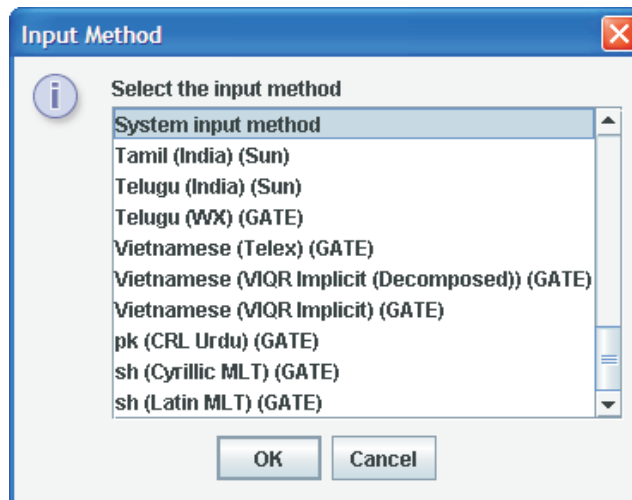 Input Method
Select the input method
System input method
Tamil (India) (Sun)
Telugu (India) (Sun)
Telugu (WX) (GATE)
Vietnamese (Telex) (GATE)
Vietnamese (VIQR Implicit (Decomposed)) (GATE)
Vietnamese (VIQR Implicit) (GATE)
pk (CRL Urdu) (GATE)
sh (Cyrillic MLT) (GATE)
sh (Latin MLT) (GATE)
OK Cancel